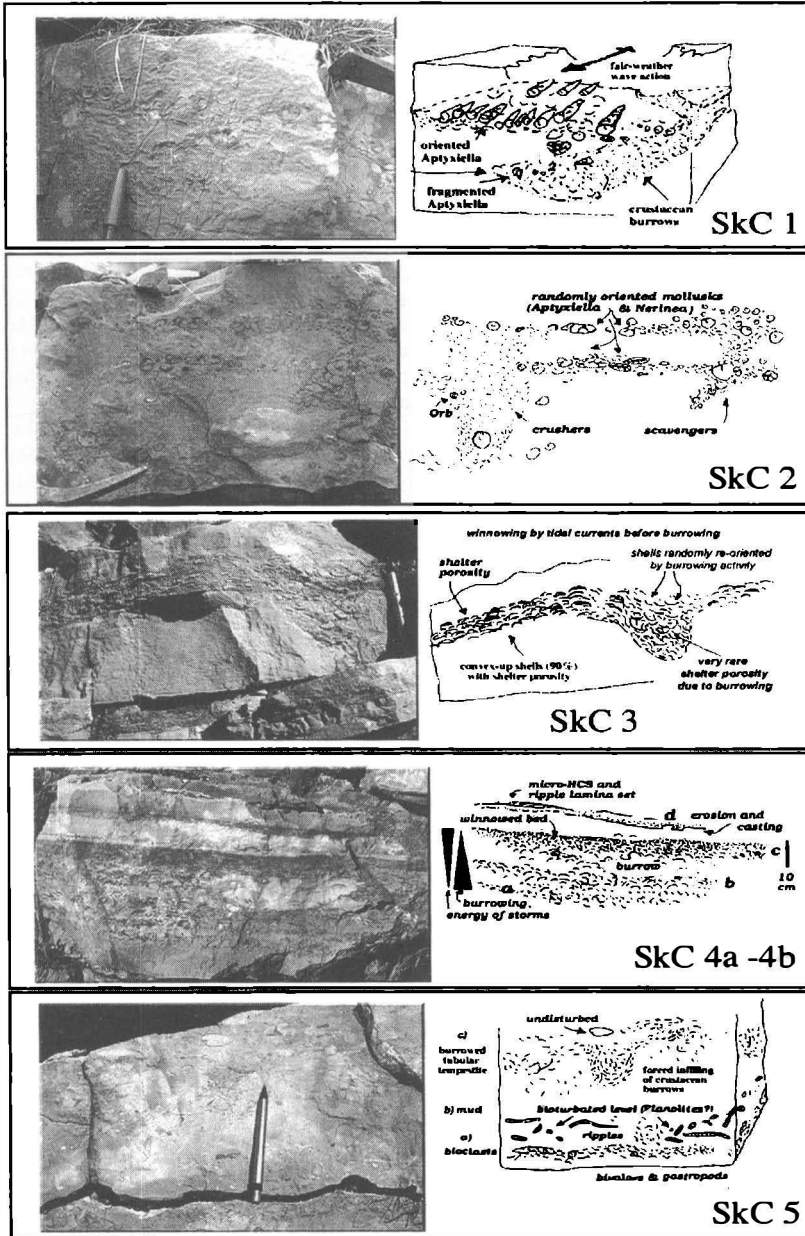 fair-weather
wave action
oriented
Aptyxiella
fragmented
Aptyxiella
crustacean
burrows
SkC 1
randomly oriented mollusks
(Aptyxiella & Nerinea)
Orb
crushers
scavengers
SkC 2
winnowing by tidal currents before burrowing
shelter
porosity
shells randomly re-oriented
by burrowing activity
convex-up shells (90%)
with shelter porosity
very rare
shelter porosity
due to burrowing
SkC 3
micro-HCS and
ripple lamina set
winnowed bed
d
erosion and
casting
burrow
c
a
b
10
cm
burrowing
energy of storms
SkC 4a -4b
undisturbed
c)
burrowed
tubular
tempestite
forced infilling
of crustacean
burrows
b) mud
bioturbated level (Planolites?)
a)
bioclasts
ripples
bivalves & gastropods
SkC 5